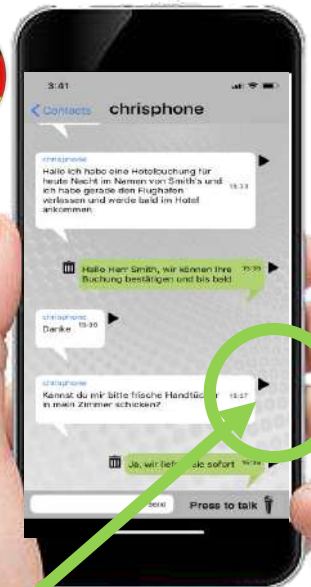 3:41
Contacts chrisphone
chrisphone
Hallo ich habe eine Hotelbuchung für
heute Nacht im Namen von Smith's und
ich habe gerade den Flughafen
verlassen und werde bald im Hotel
ankommen
Hallo Herr Smith, wir können Ihre
Buchung bestätigen und bis bald
chrisphone
Danke
chrisphone
Kannst du mir bitte frische Handtücher
in mein Zimmer schicken?
Ja, wir sofort
Press to talk